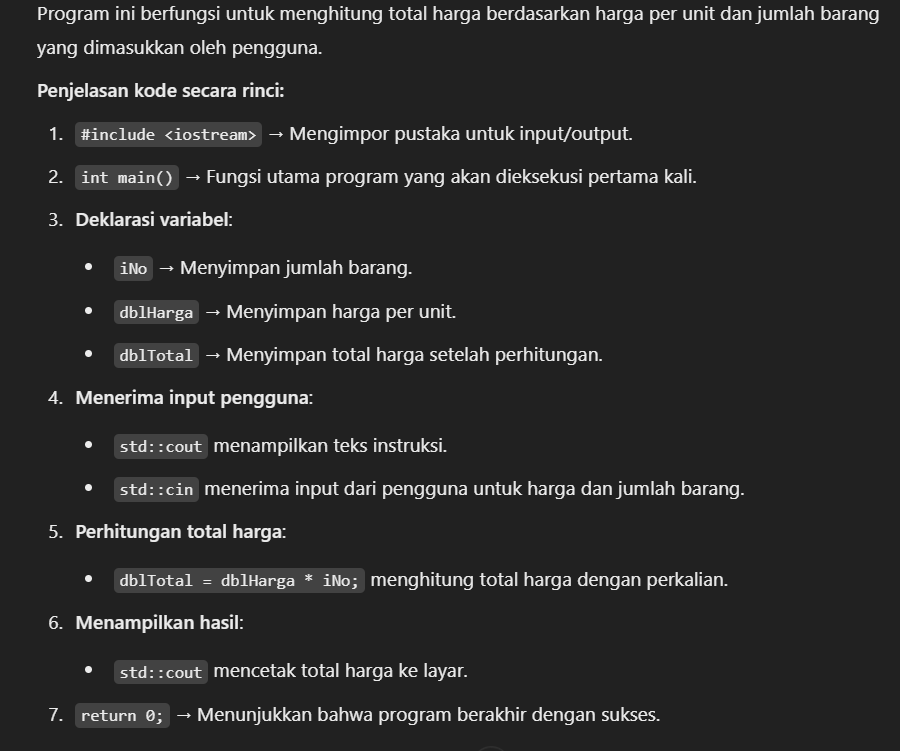 Program ini berfungsi untuk menghitung total harga berdasarkan harga per unit dan jumlah barang
yang dimasukkan oleh pengguna.
Penjelasan kode secara rinci:
1. #include <iostream> → Mengimpor pustaka untuk input/output.
2. int main() → Fungsi utama program yang akan dieksekusi pertama kali.
3. Deklarasi variabel:
• iNo → Menyimpan jumlah barang.
• dblHarga → Menyimpan harga per unit.
• dblTotal → Menyimpan total harga setelah perhitungan.
4. Menerima input pengguna:
• std::cout menampilkan teks instruksi.
• std::cin menerima input dari pengguna untuk harga dan jumlah barang.
5. Perhitungan total harga:
• dblTotal = dblHarga * iNo; menghitung total harga dengan perkalian.
6. Menampilkan hasil:
• std::cout mencetak total harga ke layar.
7. return 0; → Menunjukkan bahwa program berakhir dengan sukses.